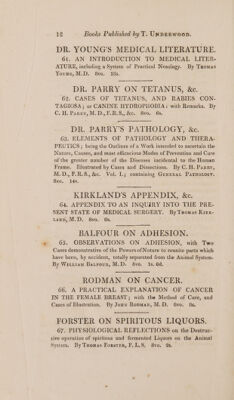 12 Books Published by T. UNDERWOOD.
DR. YOUNG'S MEDICAL LITERATURE.
61. AN INTRODUCTION TO MEDICAL LITER-
ATURE, including a System of Practical Nosology. By THOMAS
YOUNG, M.D. 8vo. 18s.
DR. PARRY ON TETANUS, &c.
62. CASES OF TETANUS, AND RABIES CON-
TAGIOSA; or CANINE HYDROPHOBIA: with Remarks. By
C. H. PARRY, M.D., F.R.S., &c. 8vo. 6s.
DR. PARRY'S PATHOLOGY, &c.
63. ELEMENTS OF PATHOLOGY AND THERA-
PEUTICS; being the Outlines of a Work intended to ascertain the
Nature, Causes, and most efficacious Modes of Prevention and Cure
of the greater number of the Diseases incidental to the Human
Frame. Illustrated by Cases and Dissections. By C. H. PARRY,
M.D., F.R.S., &c. Vol. I.; containing GENERAL PATHOLOGY.
8vo. 14s.
KIRKLAND'S APPENDIX, &c.
64. APPENDIX TO AN INQUIRY INTO THE PRE-
SENT STATE OF MEDICAL SURGERY. By THOMAS KIRK-
LAND, M.D. 8vo. 6s.
BALFOUR ON ADHESION.
65. OBSERVATIONS ON ADHESION, with Two
Cases demonstrative of the Powers of Nature to reunite parts which
have been, by accident, totally separated from the Animal System.
By WILLIAM BALFOUR, M.D. 8vo. 1s. 6d.
RODMAN ON CANCER.
66. A PRACTICAL EXPLANATION OF CANCER
IN THE FEMALE BREAST; with the Method of Cure, and
Cases of Illustration. By JOHN RODMAN, M.D. 8vo. 8s.
FORSTER ON SPIRITOUS LIQUORS.
67. PHYSIOLOGICAL REFLECTIONS on the Destruc-
tive operation of spiritous and fermented Liquors on the Animal
System. By THOMAS FORSTER, F.L.S. 8vo.